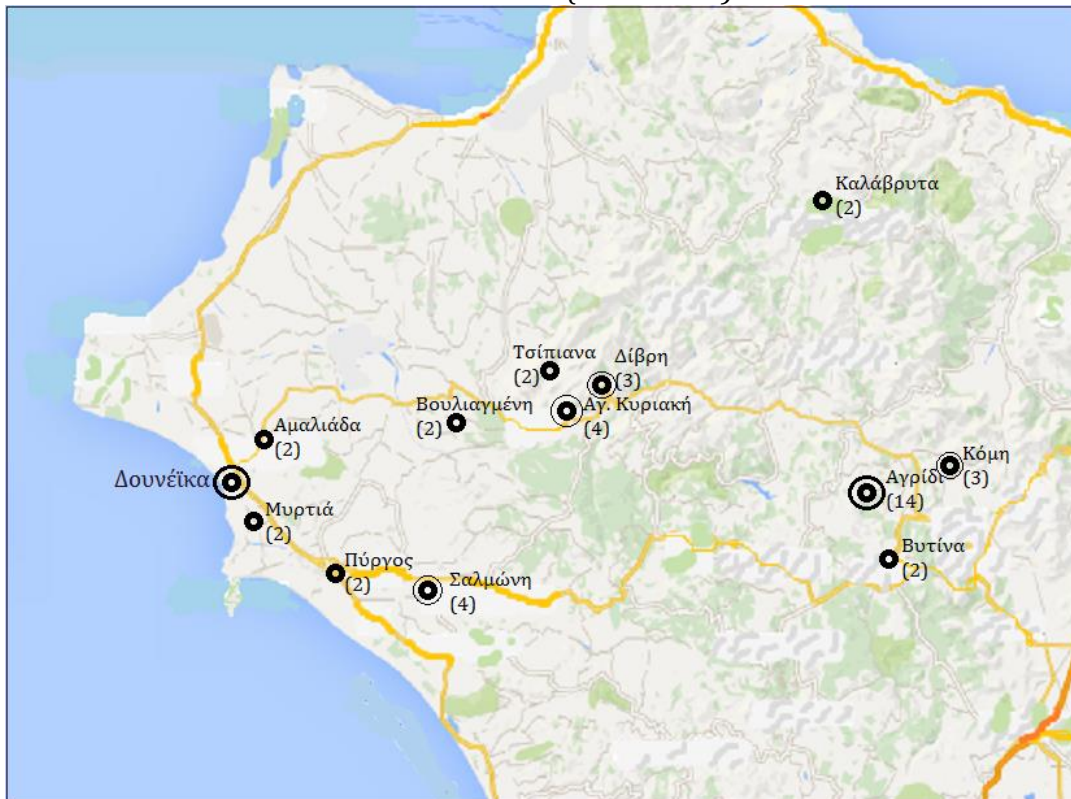 Καλάβρυτα
(2)
Τσίπιανα
(2)
Δίβρη
(3)
Βουλιαγμένη
(2)
Αγ. Κυριακή
(4)
Αμαλιάδα
(2)
Δουνέϊκα
Κόμη
(3)
Αγρίδι
(14)
Μυρτιά
(2)
Βυτίνα
(2)
Πύργος
(2)
Σαλμώνη
(4)